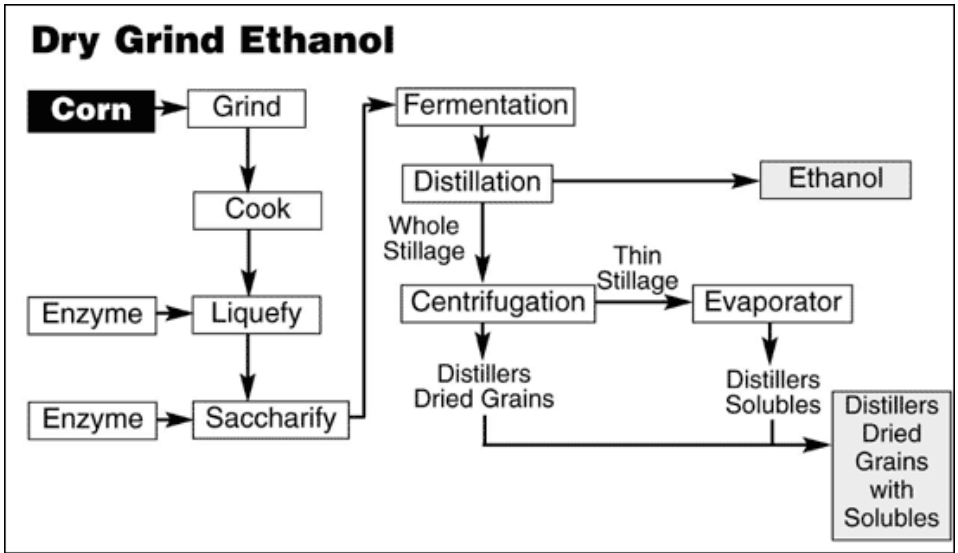 Dry Grind Ethanol
Corn
Grind
Cook
Enzyme
Liquefy
Enzyme
Saccharify
Fermentation
Distillation
Ethanol
Whole
Stillage
Centrifugation
Thin
Stillage
Evaporator
Distillers
Dried Grains
Distillers
Solubles
Distillers
Dried
Grains
with
Solubles